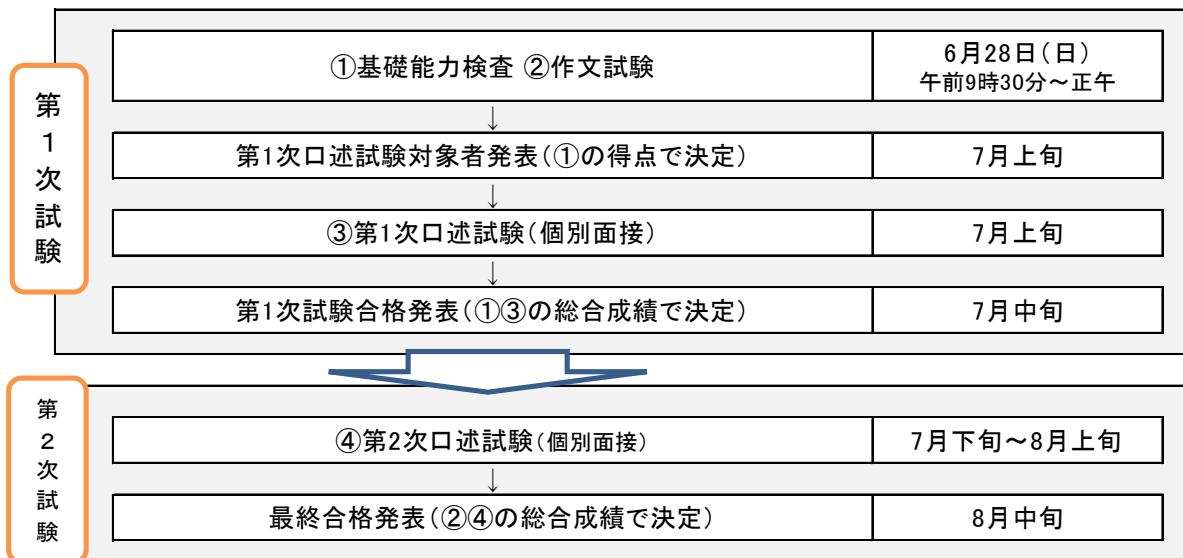 第1次試験
①基礎能力検査 ②作文試験
6月28日(日)
午前9時30分～正午
↓
第1次口述試験対象者発表(①の得点で決定)
7月上旬
↓
③第1次口述試験(個別面接)
7月上旬
↓
第1次試験合格発表(①③の総合成績で決定)
7月中旬
第2次試験
④第2次口述試験(個別面接)
7月下旬～8月上旬
↓
最終合格発表(②④の総合成績で決定)
8月中旬